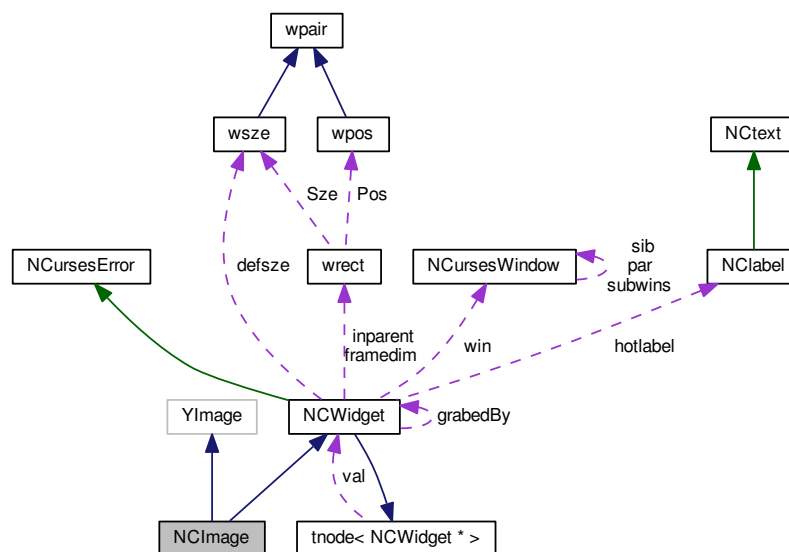 wpair
wsze
wpos
NCtext
Sze
Pos
NCursesError
defsze
wrect
NCursesWindow
sib
par
subwins
NClabel
inparent
framedim
win
hotlabel
YImage
NCWidget
grabedBy
val
NCImage
tnode< NCWidget * >